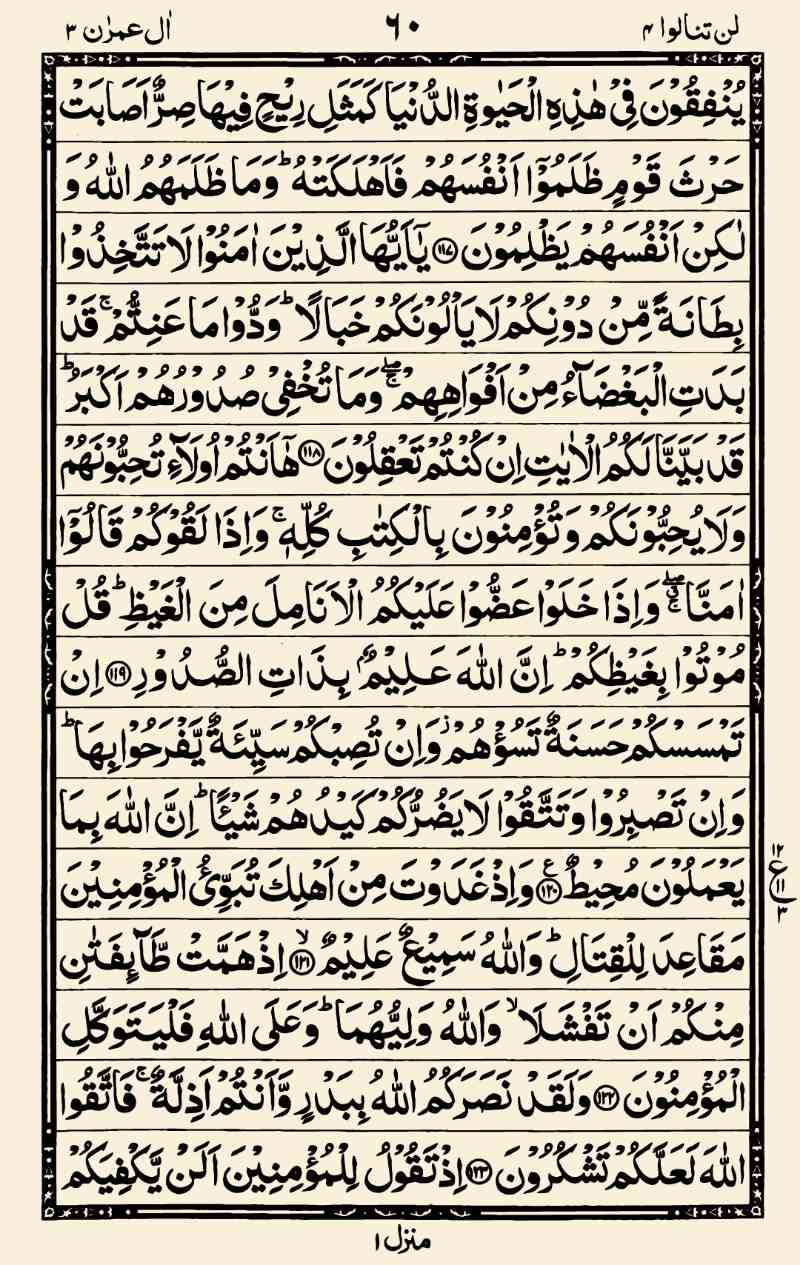 لن تنالوا ۴ ۶۰ اٰل عمرٰن ۳
يُنْفِقُوْنَ فِيْ هٰذِهِ الْحَيٰوةِ الدُّنْيَا كَمَثَلِ رِيْحٍ فِيْهَا صِرٌّ اَصَابَتْ
حَرْثَ قَوْمٍ ظَلَمُوْٓا اَنْفُسَهُمْ فَاَهْلَكَتْهُ ؕ وَمَا ظَلَمَهُمُ اللّٰهُ وَ
لٰكِنْ اَنْفُسَهُمْ يَظْلِمُوْنَ ﴿۱۱۷﴾ يٰٓاَيُّهَا الَّذِيْنَ اٰمَنُوْا لَا تَتَّخِذُوْا
بِطَانَةً مِّنْ دُوْنِكُمْ لَا يَاْلُوْنَكُمْ خَبَالًا ؕ وَدُّوْا مَا عَنِتُّمْ ۚ قَدْ
بَدَتِ الْبَغْضَآءُ مِنْ اَفْوَاهِهِمْ ۖۚ وَمَا تُخْفِيْ صُدُوْرُهُمْ اَكْبَرُ ؕ
قَدْ بَيَّنَّا لَكُمُ الْاٰيٰتِ اِنْ كُنْتُمْ تَعْقِلُوْنَ ﴿۱۱۸﴾ هٰٓاَنْتُمْ اُولَآءِ تُحِبُّوْنَهُمْ
وَلَا يُحِبُّوْنَكُمْ وَتُؤْمِنُوْنَ بِالْكِتٰبِ كُلِّهٖ ۚ وَاِذَا لَقُوْكُمْ قَالُوْٓا
اٰمَنَّا ۖۗۚ وَاِذَا خَلَوْا عَضُّوْا عَلَيْكُمُ الْاَنَامِلَ مِنَ الْغَيْظِ ؕ قُلْ
مُوْتُوْا بِغَيْظِكُمْ ؕ اِنَّ اللّٰهَ عَلِيْمٌۢ بِذَاتِ الصُّدُوْرِ ﴿۱۱۹﴾ اِنْ
تَمْسَسْكُمْ حَسَنَةٌ تَسُؤْهُمْ ؗ وَاِنْ تُصِبْكُمْ سَيِّئَةٌ يَّفْرَحُوْا بِهَا ؕ
وَاِنْ تَصْبِرُوْا وَتَتَّقُوْا لَا يَضُرُّكُمْ كَيْدُهُمْ شَيْـًٔا ؕ اِنَّ اللّٰهَ بِمَا
يَعْمَلُوْنَ مُحِيْطٌ ﴿۱۲۰﴾ ع وَاِذْ غَدَوْتَ مِنْ اَهْلِكَ تُبَوِّئُ الْمُؤْمِنِيْنَ
۱۲
ع ۱۱
۳
مَقَاعِدَ لِلْقِتَالِ ؕ وَاللّٰهُ سَمِيْعٌ عَلِيْمٌ ﴿۱۲۱﴾ ۙ اِذْ هَمَّتْ طَّآئِفَتٰنِ
مِنْكُمْ اَنْ تَفْشَلَا ۙ وَاللّٰهُ وَلِيُّهُمَا ؕ وَعَلَى اللّٰهِ فَلْيَتَوَكَّلِ
الْمُؤْمِنُوْنَ ﴿۱۲۲﴾ وَلَقَدْ نَصَرَكُمُ اللّٰهُ بِبَدْرٍ وَّاَنْتُمْ اَذِلَّةٌ ۚ فَاتَّقُوا
اللّٰهَ لَعَلَّكُمْ تَشْكُرُوْنَ ﴿۱۲۳﴾ اِذْ تَقُوْلُ لِلْمُؤْمِنِيْنَ اَلَنْ يَّكْفِيَكُمْ
منزل ۱